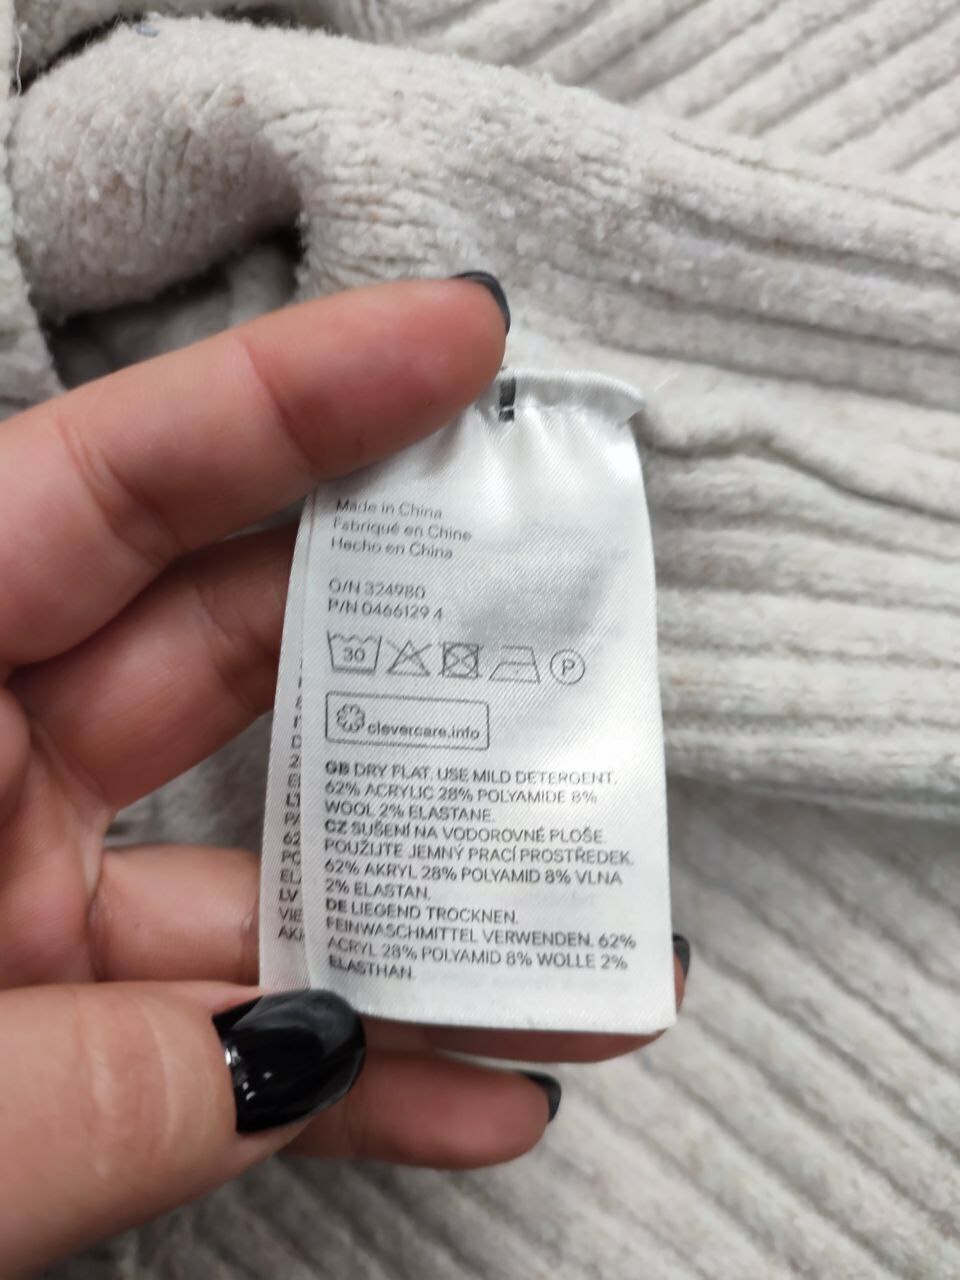 Made in China
Fabriqué en Chine
Hecho en China
O/N 324980
P/N 0466129 4
30
P
clevercare.info
GB DRY FLAT. USE MILD DETERGENT.
62% ACRYLIC 28% POLYAMIDE 8%
WOOL 2% ELASTANE.
CZ SUŠENÍ NA VODOROVNÉ PLOŠE.
POUŽIJTE JEMNÝ PRACÍ PROSTŘEDEK.
62% AKRYL 28% POLYAMID 8% VLNA
2% ELASTAN.
DE LIEGEND TROCKNEN.
FEINWASCHMITTEL VERWENDEN. 62%
ACRYL 28% POLYAMID 8% WOLLE 2%
ELASTHAN.
LT
62
LV